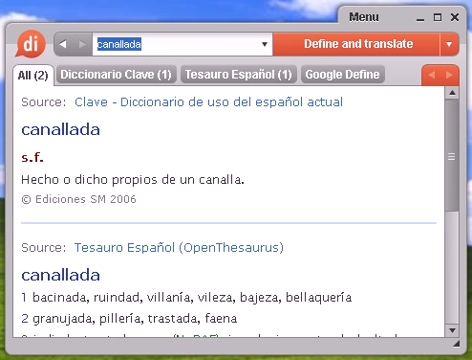 Menu
di
canallada
Define and translate
All (2)
Diccionario Clave (1)
Tesauro Español (1)
Google Define
Source: Clave - Diccionario de uso del español actual
canallada
s.f.
Hecho o dicho propios de un canalla.
© Ediciones SM 2006
Source: Tesauro Español (OpenThesaurus)
canallada
1 bacinada, ruindad, villanía, vileza, bajeza, bellaquería
2 granujada, pillería, trastada, faena